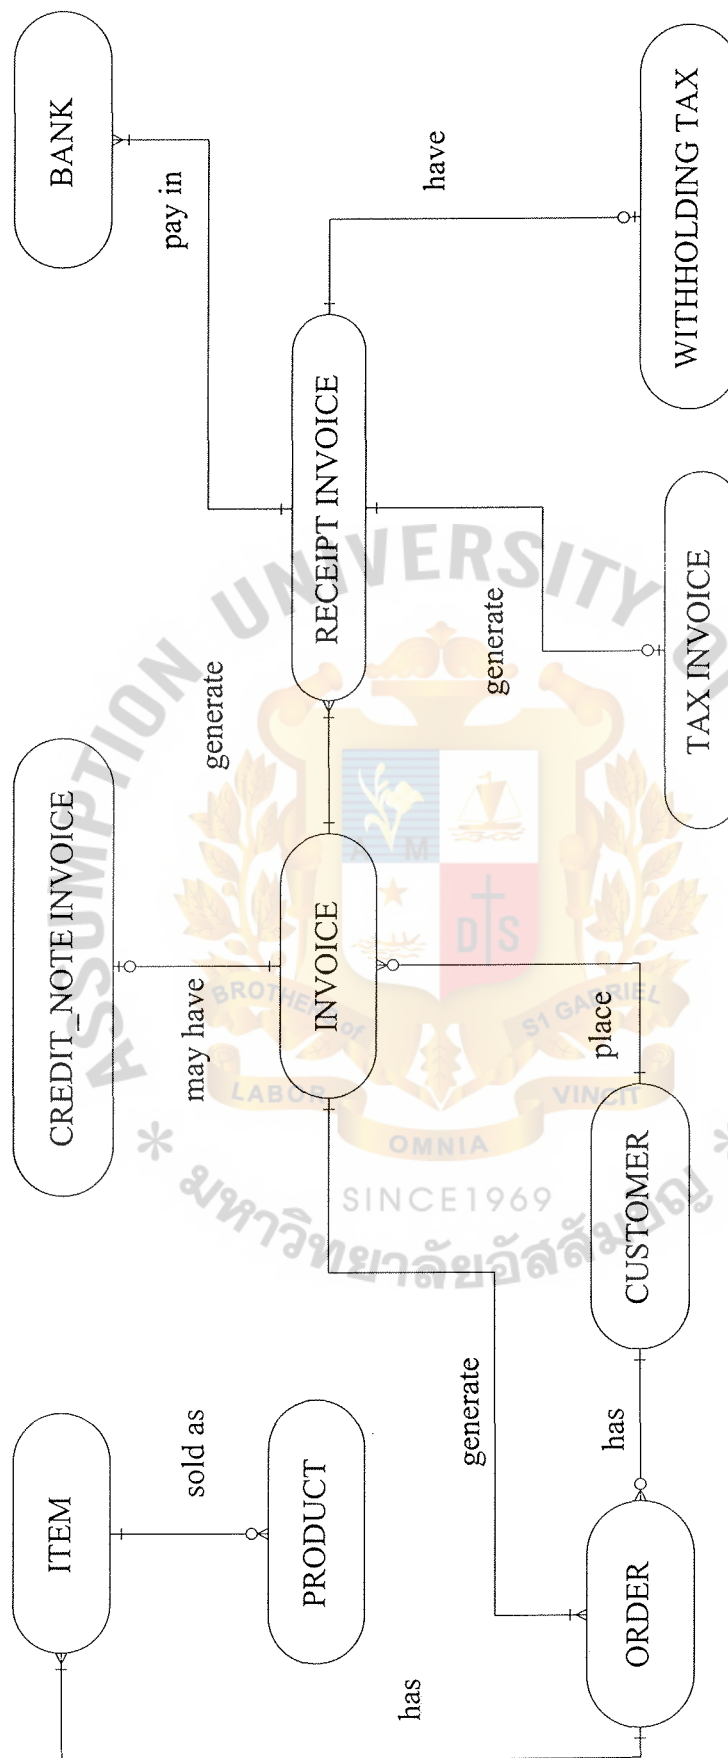 ITEM
CREDIT_NOTE INVOICE
BANK
sold as
may have
pay in
PRODUCT
INVOICE
generate
RECEIPT INVOICE
has
generate
generate
have
has
place
ORDER
CUSTOMER
TAX INVOICE
WITHHOLDING TAX
ASSUMPTION UNIVERSITY
A M
D S
BROTHERS of
S1 GABRIEL
LABOR
OMNIA
VINCIT
SINCE1969
* มหาวิทยาลัยอัสสัมชัญ *